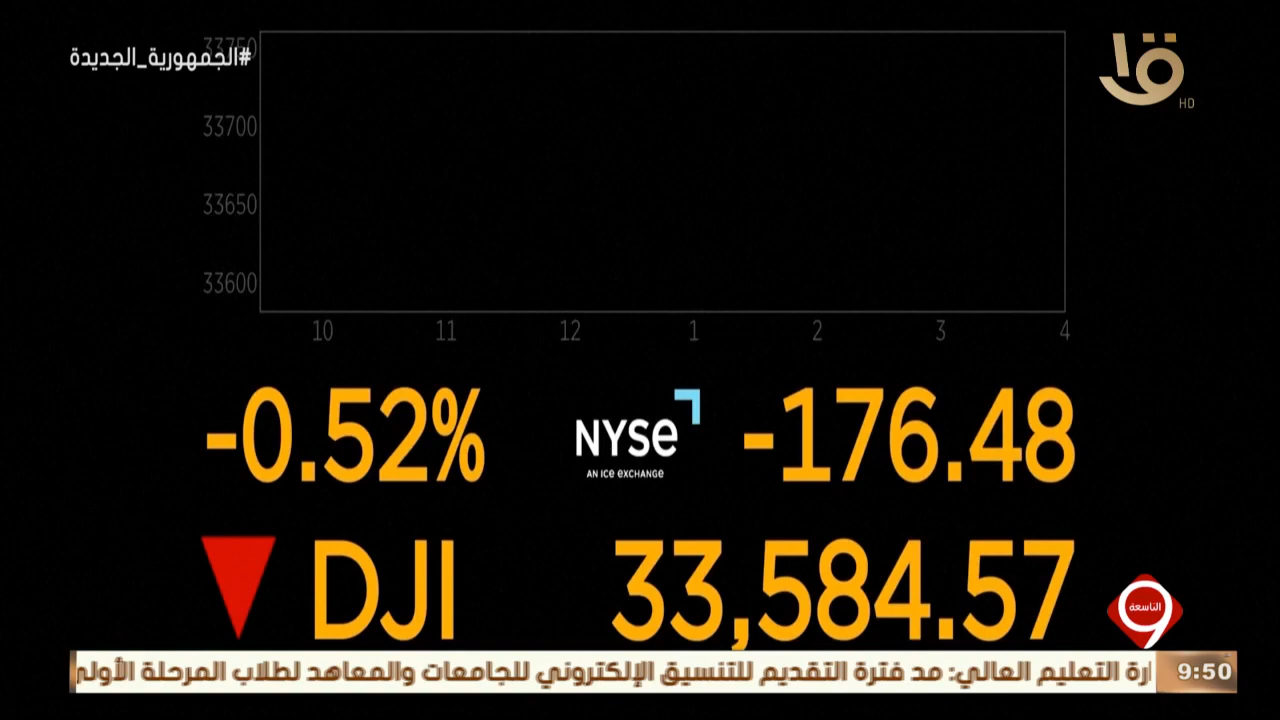 #الجمهورية_الجديدة
33750
33700
33650
33600
10 11 12 1 2 3 4
HD
-0.52%
NYSE
AN ICE EXCHANGE
-176.48
DJI
33,584.57
التاسعة
9
9:50
التعليم العالي: مد فترة التقديم للتنسيق الإلكتروني للجامعات والمعاهد لطلاب المرحلة